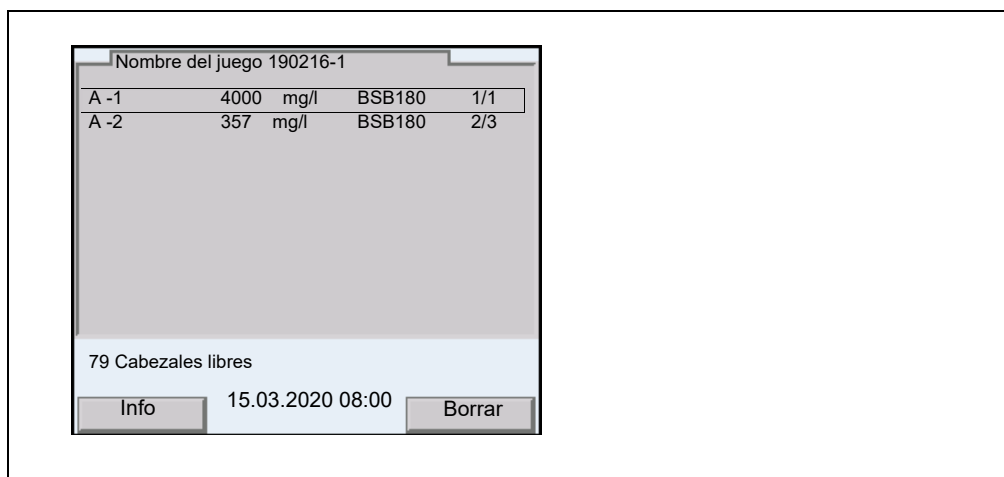 Nombre del juego 190216-1
A -1 4000 mg/l BSB180 1/1
A -2 357 mg/l BSB180 2/3
79 Cabezales libres
Info 15.03.2020 08:00 Borrar